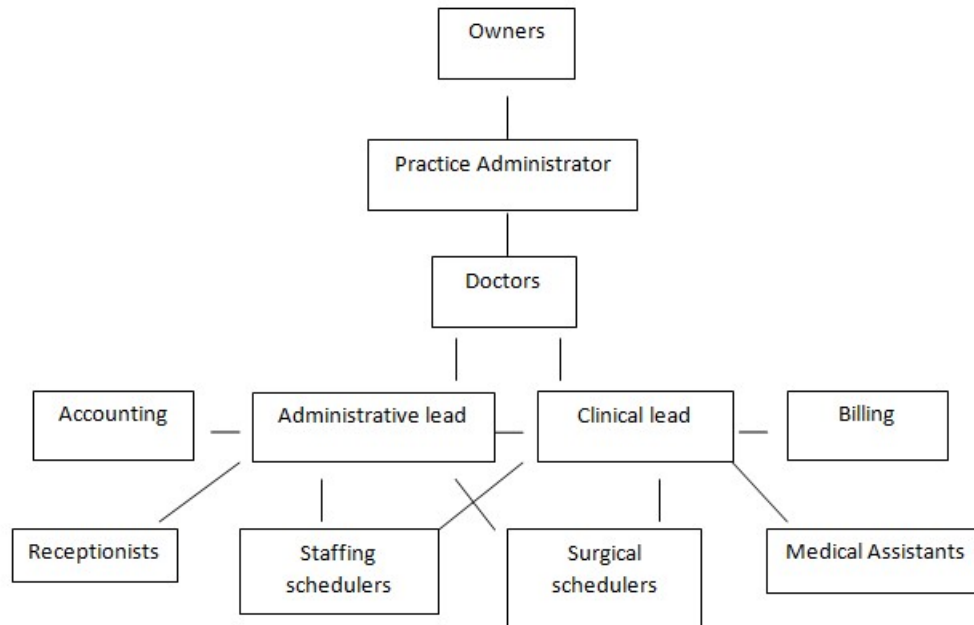 Owners
Practice Administrator
Doctors
Accounting
Administrative lead
Clinical lead
Billing
Receptionists
Staffing
schedulers
Surgical
schedulers
Medical Assistants